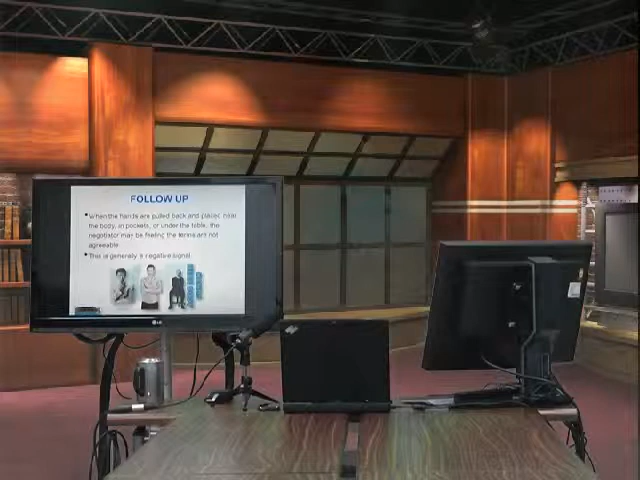 FOLLOW UP
•When the hands are pulled back and placed near
the body, in pockets, or under the table, the
negotiator may be feeling the terms are not
agreeable
•This is generally a negative signal
LG